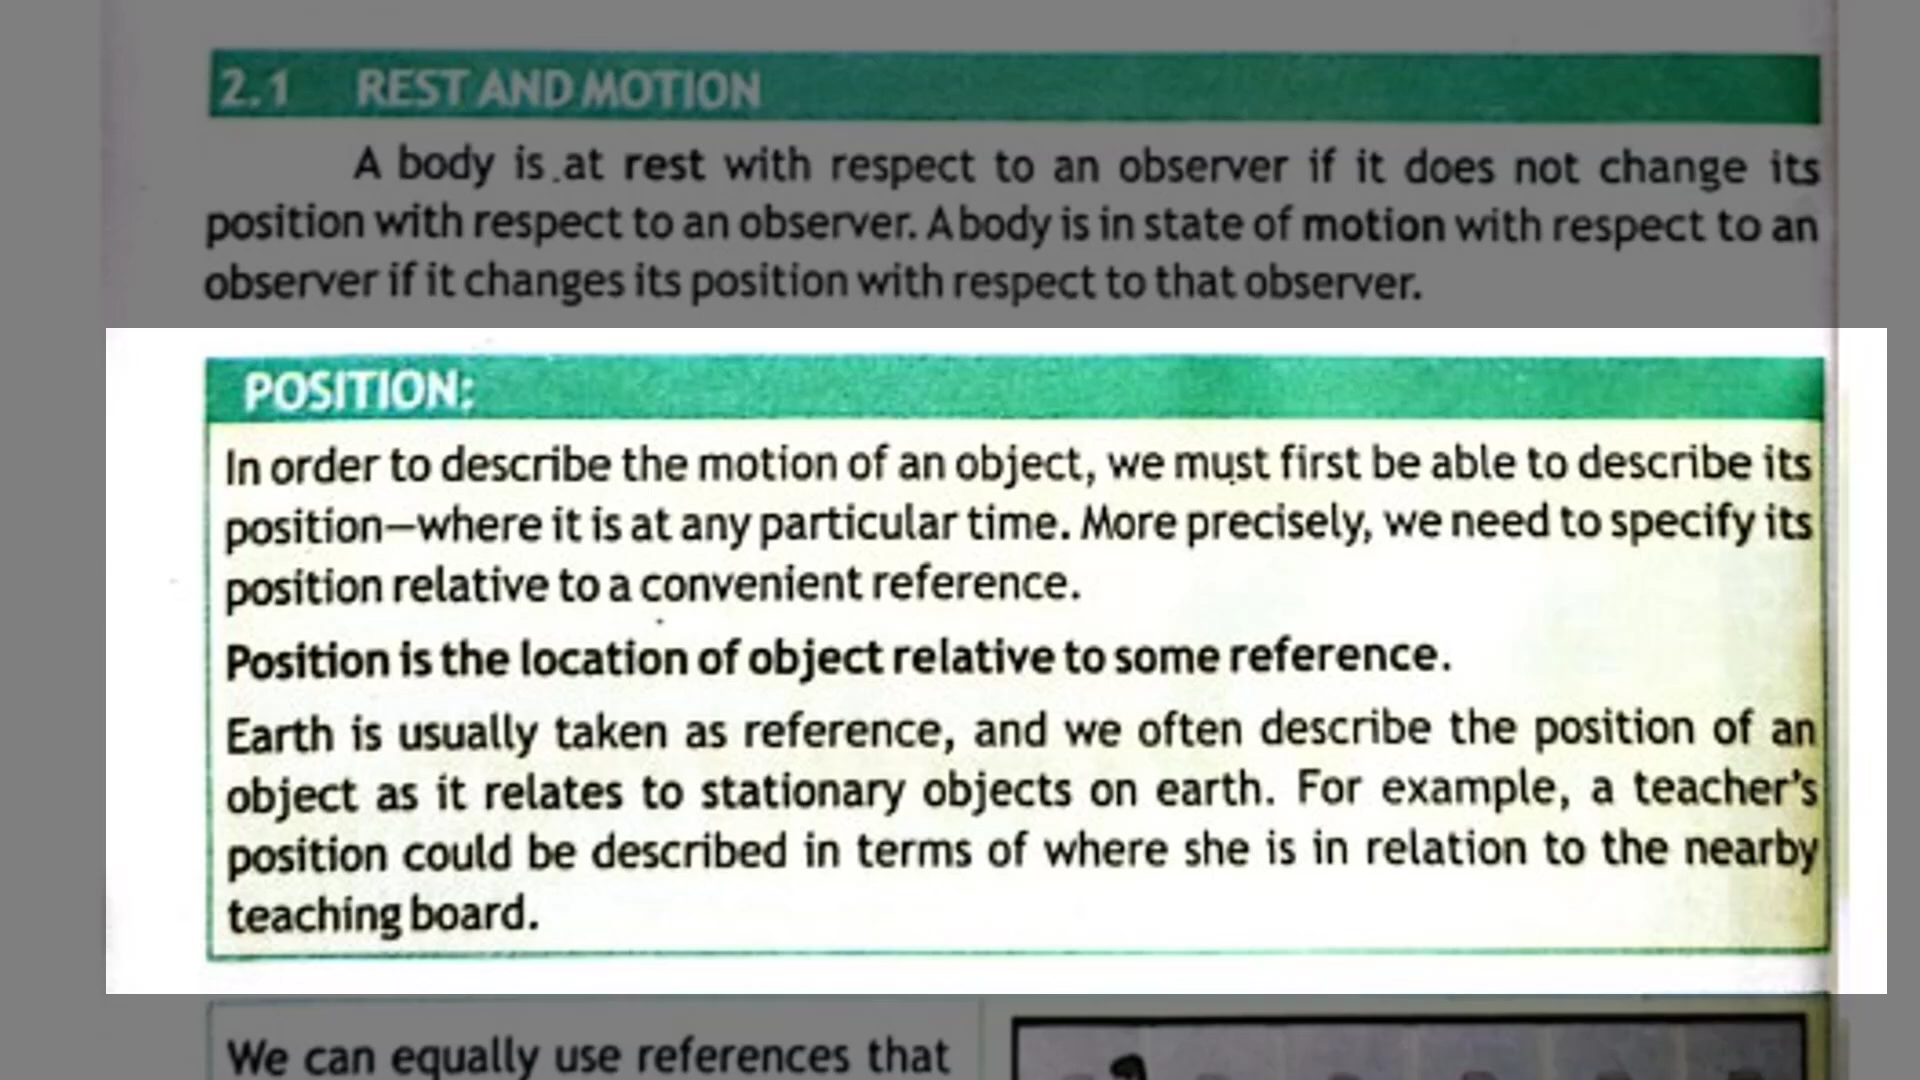 2.1 REST AND MOTION
A body is at rest with respect to an observer if it does not change its
position with respect to an observer. A body is in state of motion with respect to an
observer if it changes its position with respect to that observer.
POSITION:
In order to describe the motion of an object, we must first be able to describe its
position—where it is at any particular time. More precisely, we need to specify its
position relative to a convenient reference.
Position is the location of object relative to some reference.
Earth is usually taken as reference, and we often describe the position of an
object as it relates to stationary objects on earth. For example, a teacher's
position could be described in terms of where she is in relation to the nearby
teaching board.
We can equally use references that